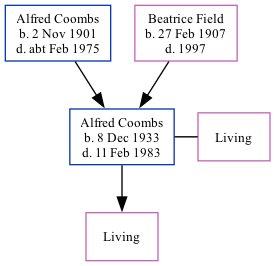 Alfred Coombs
b. 2 Nov 1901
d. abt Feb 1975
Beatrice Field
b. 27 Feb 1907
d. 1997
Alfred Coombs
b. 8 Dec 1933
d. 11 Feb 1983
Living
Living